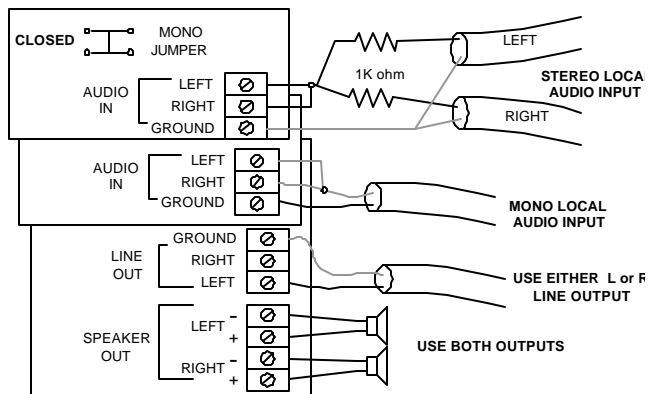 CLOSED
MONO
JUMPER
LEFT
1K ohm
STEREO LOCAL
AUDIO INPUT
AUDIO
IN
LEFT
RIGHT
GROUND
RIGHT
AUDIO
IN
LEFT
RIGHT
GROUND
MONO LOCAL
AUDIO INPUT
LINE
OUT
GROUND
RIGHT
LEFT
USE EITHER L or R
LINE OUTPUT
SPEAKER
OUT
LEFT
-
+
RIGHT
-
+
USE BOTH OUTPUTS